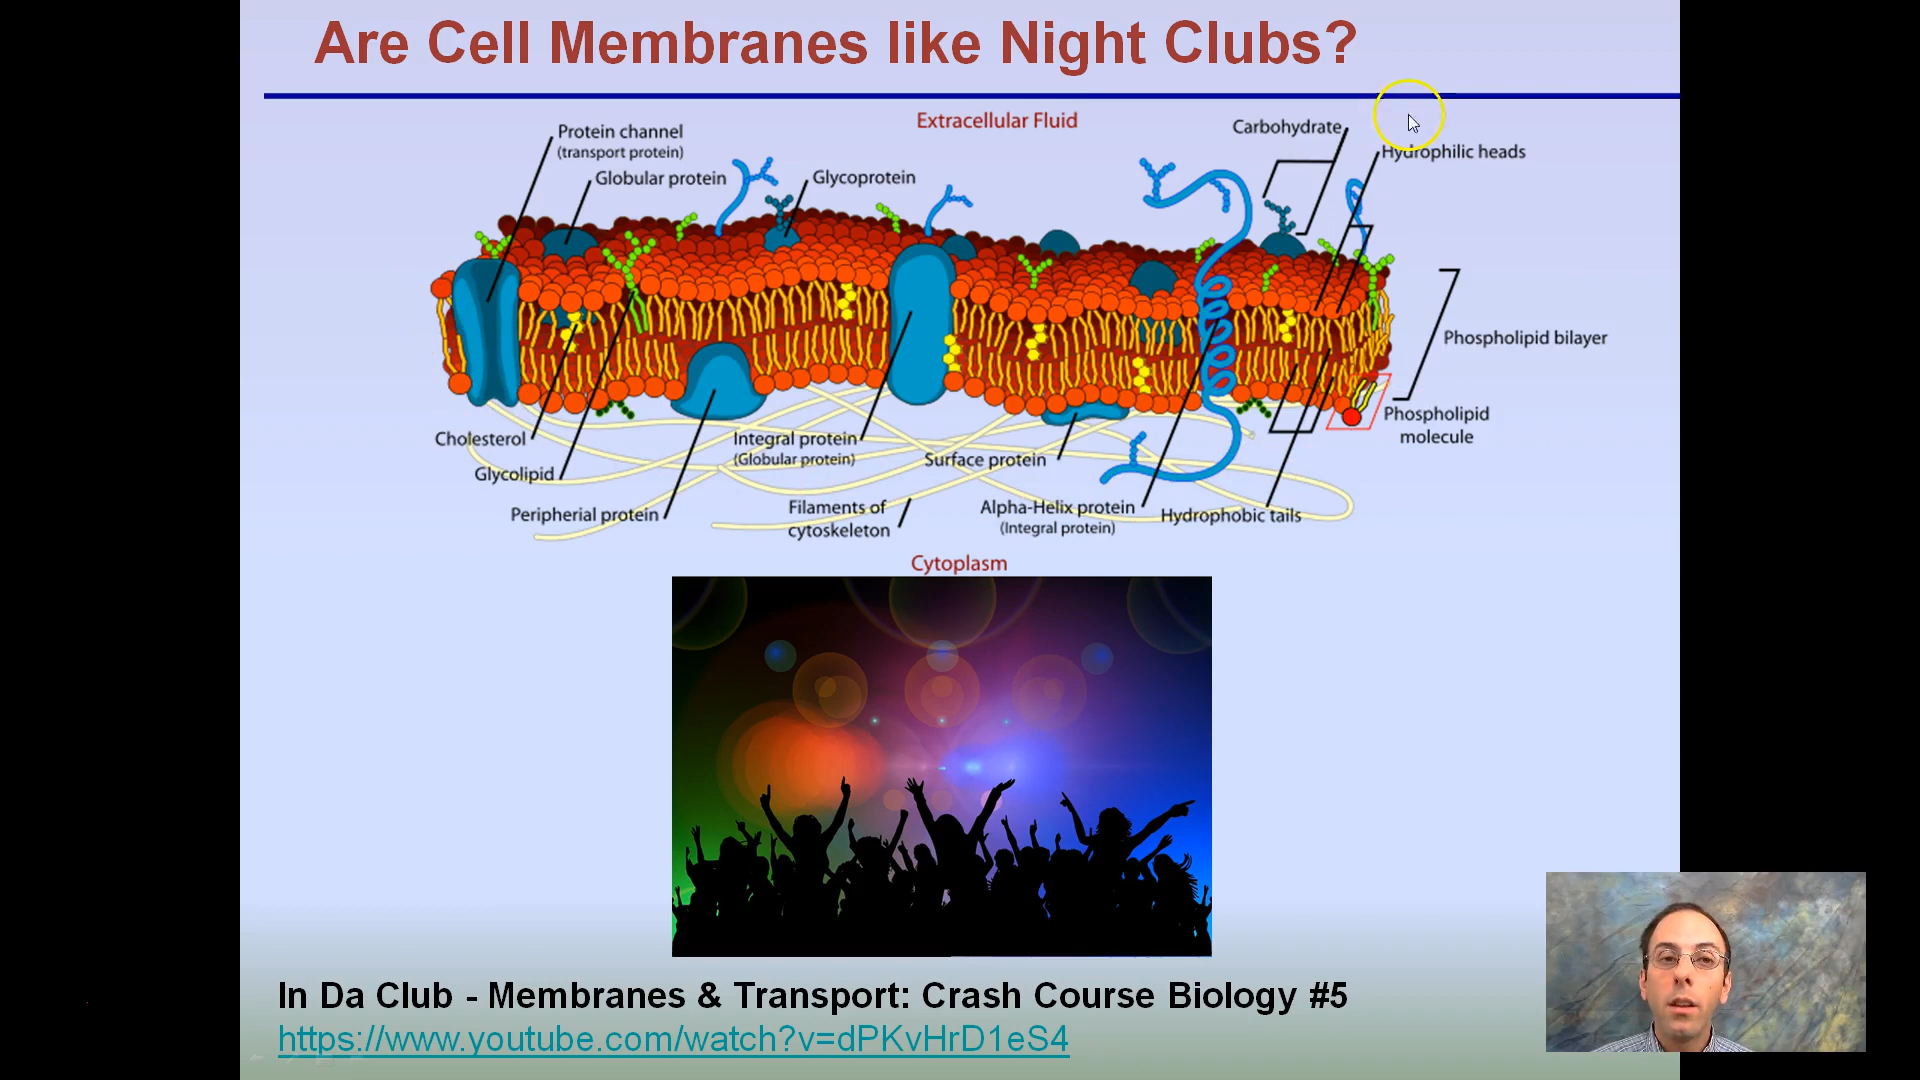 Are Cell Membranes like Night Clubs?
Extracellular Fluid
Protein channel
(transport protein)
Globular protein
Glycoprotein
Carbohydrate
Hydrophilic heads
Phospholipid bilayer
Phospholipid
molecule
Cholesterol
Glycolipid
Peripherial protein
Integral protein
(Globular protein)
Surface protein
Filaments of
cytoskeleton
Alpha-Helix protein
(Integral protein)
Hydrophobic tails
Cytoplasm
In Da Club - Membranes & Transport: Crash Course Biology #5
https://www.youtube.com/watch?v=dPKvHrD1eS4